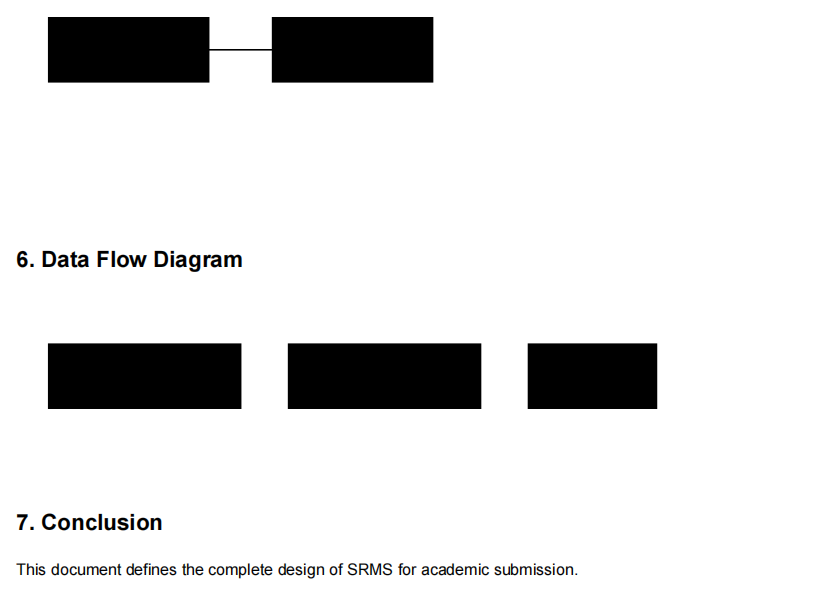 6. Data Flow Diagram
7. Conclusion
This document defines the complete design of SRMS for academic submission.